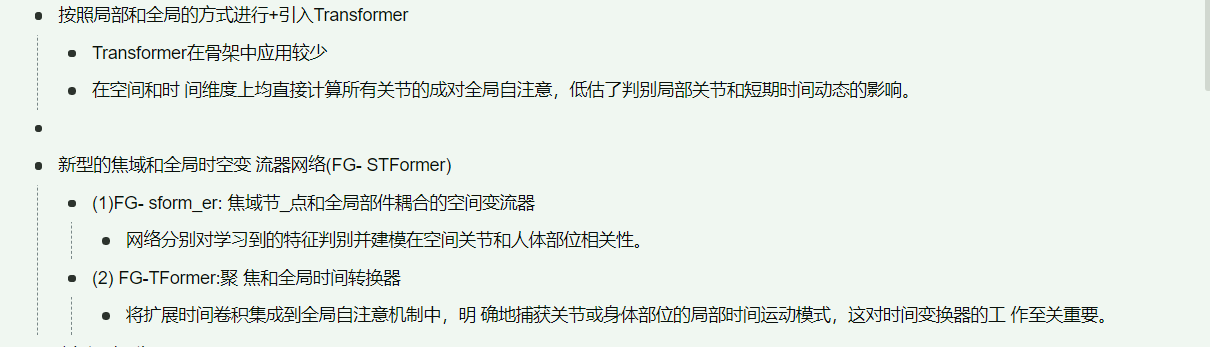 按照局部和全局的方式进行+引入Transformer
Transformer在骨架中应用较少
在空间和时 间维度上均直接计算所有关节的成对全局自注意，低估了判别局部关节和短期时间动态的影响。
新型的焦域和全局时空变 流器网络(FG- STFormer)
(1)FG- sform_er: 焦域节_点和全局部件耦合的空间变流器
网络分别对学习到的特征判别并建模在空间关节和人体部位相关性。
(2) FG-TFormer:聚 焦和全局时间转换器
将扩展时间卷积集成到全局自注意机制中，明 确地捕获关节或身体部位的局部时间运动模式，这对时间变换器的工 作至关重要。